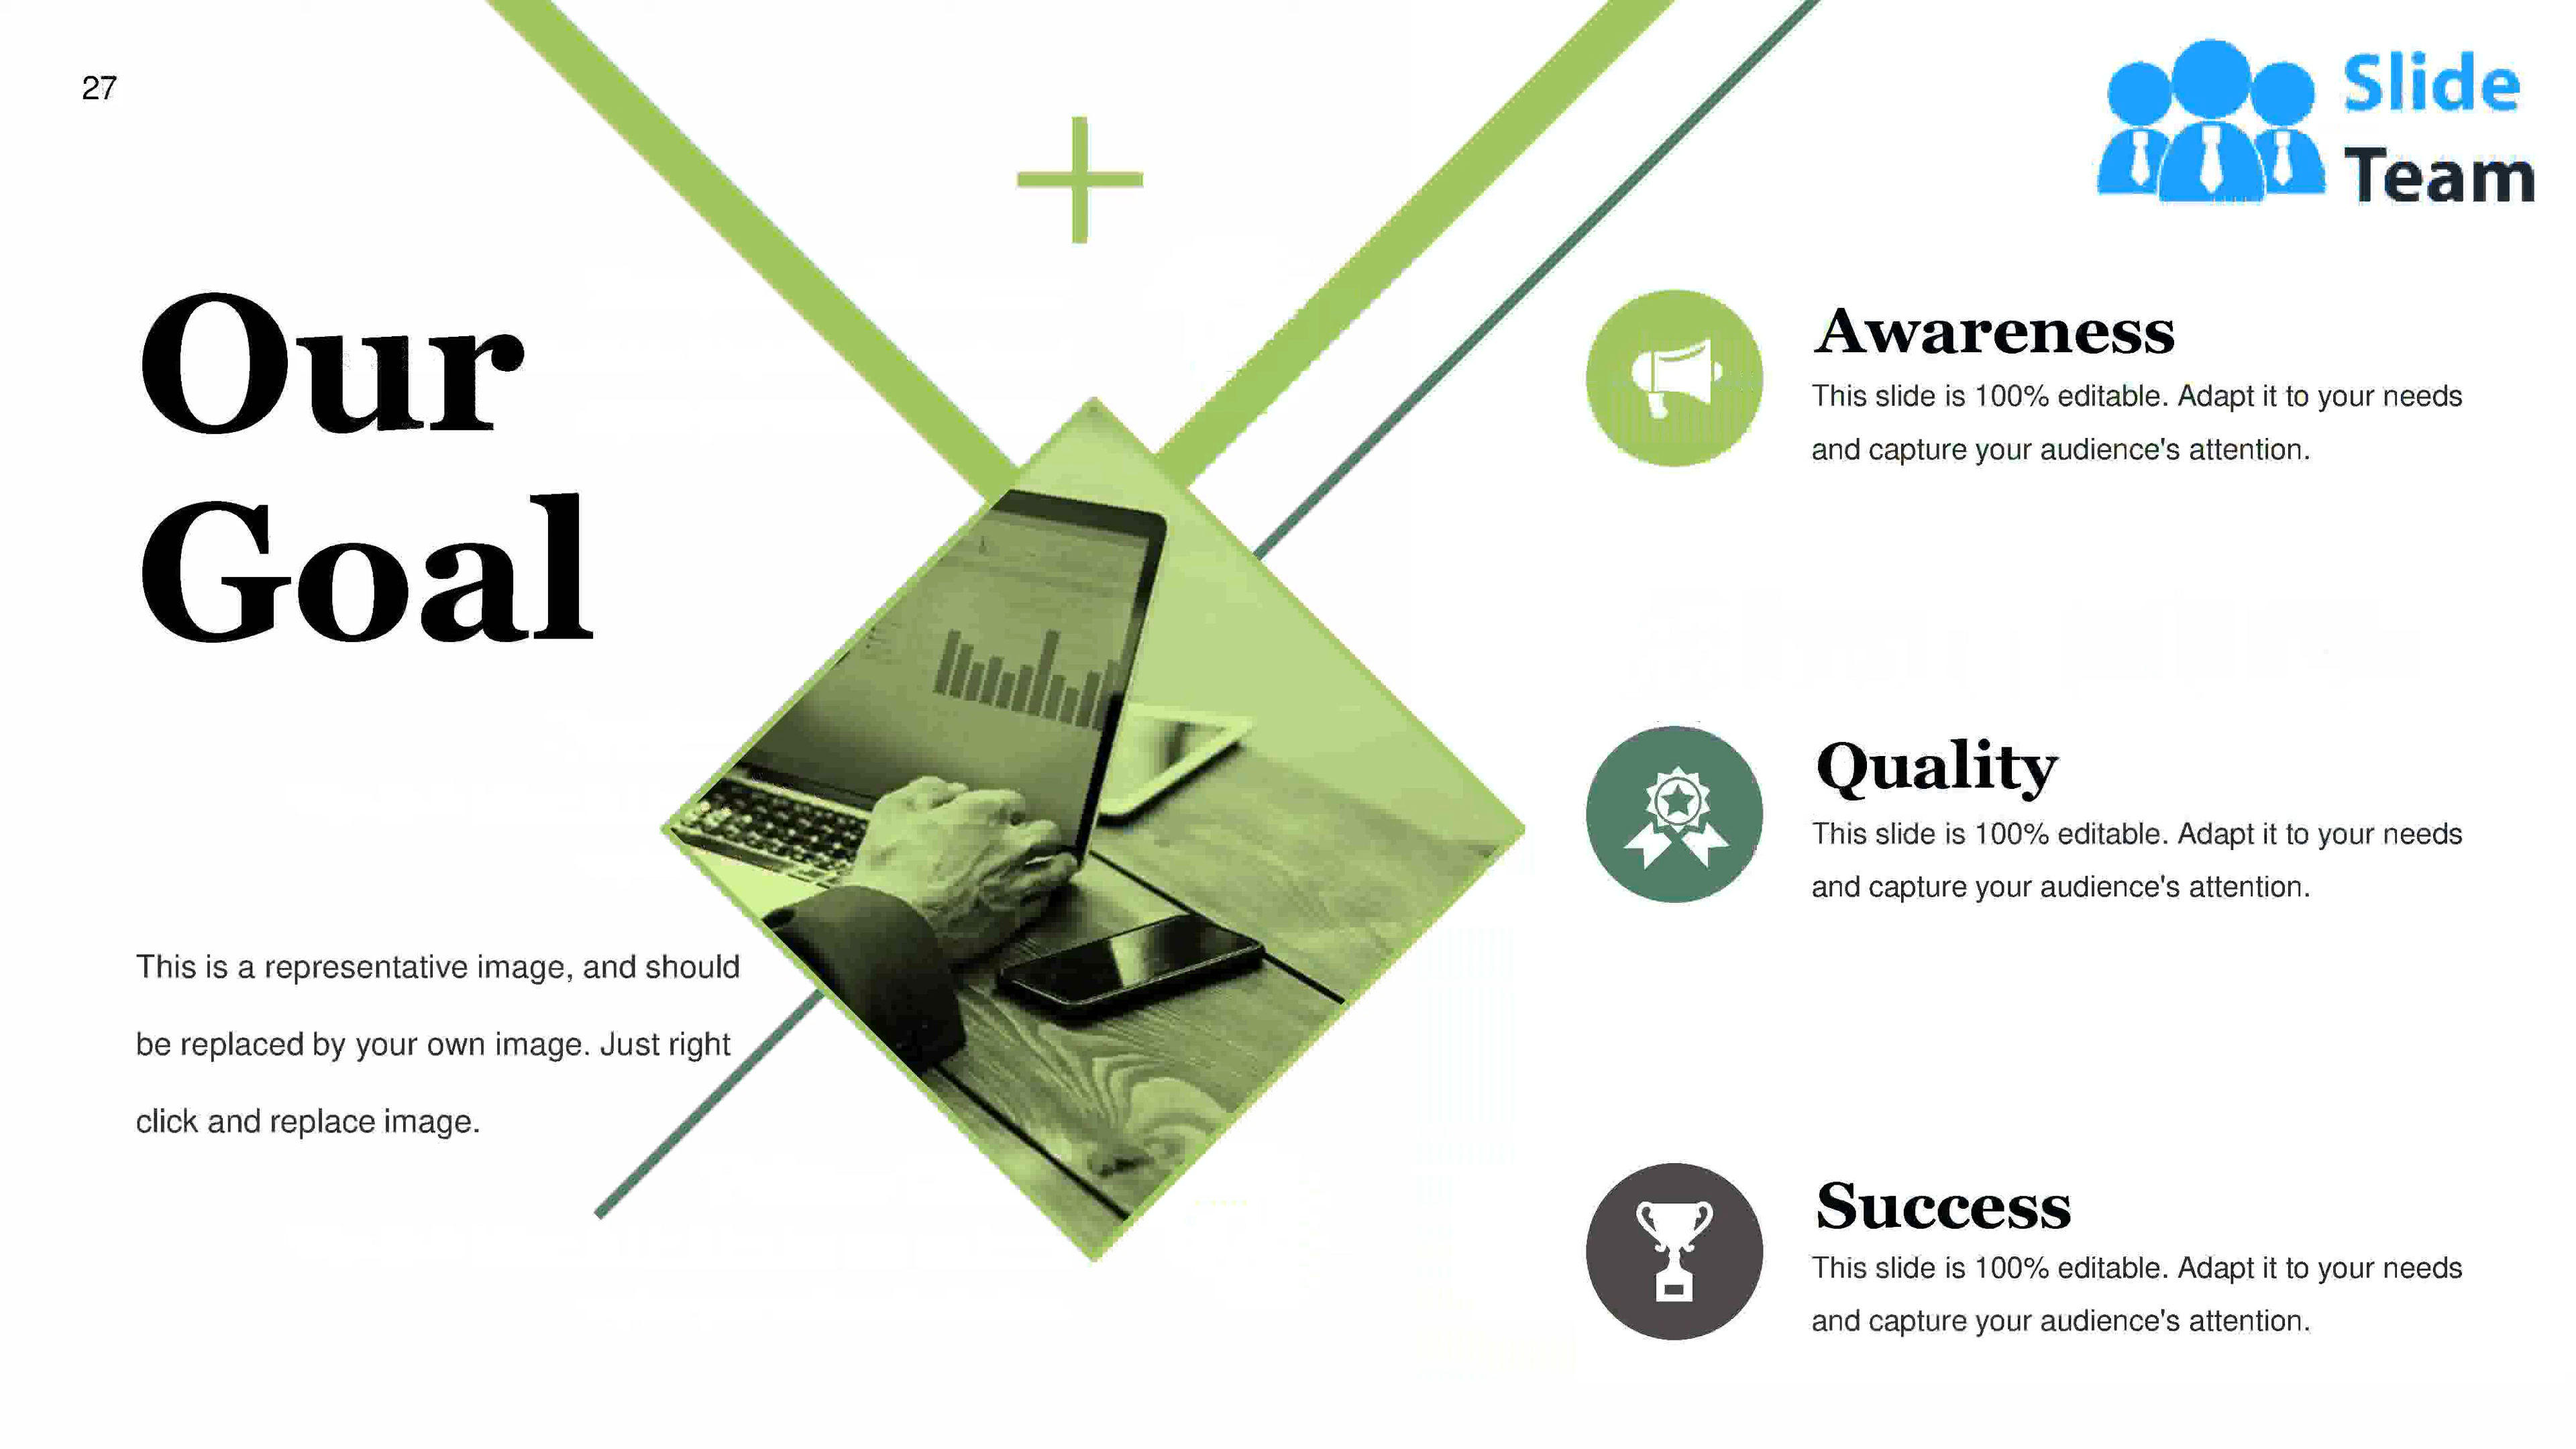 27
Slide
Team
Our
Goal
This is a representative image, and should
be replaced by your own image. Just right
click and replace image.
Awareness
This slide is 100% editable. Adapt it to your needs
and capture your audience's attention.
Quality
This slide is 100% editable. Adapt it to your needs
and capture your audience's attention.
Success
This slide is 100% editable. Adapt it to your needs
and capture your audience's attention.